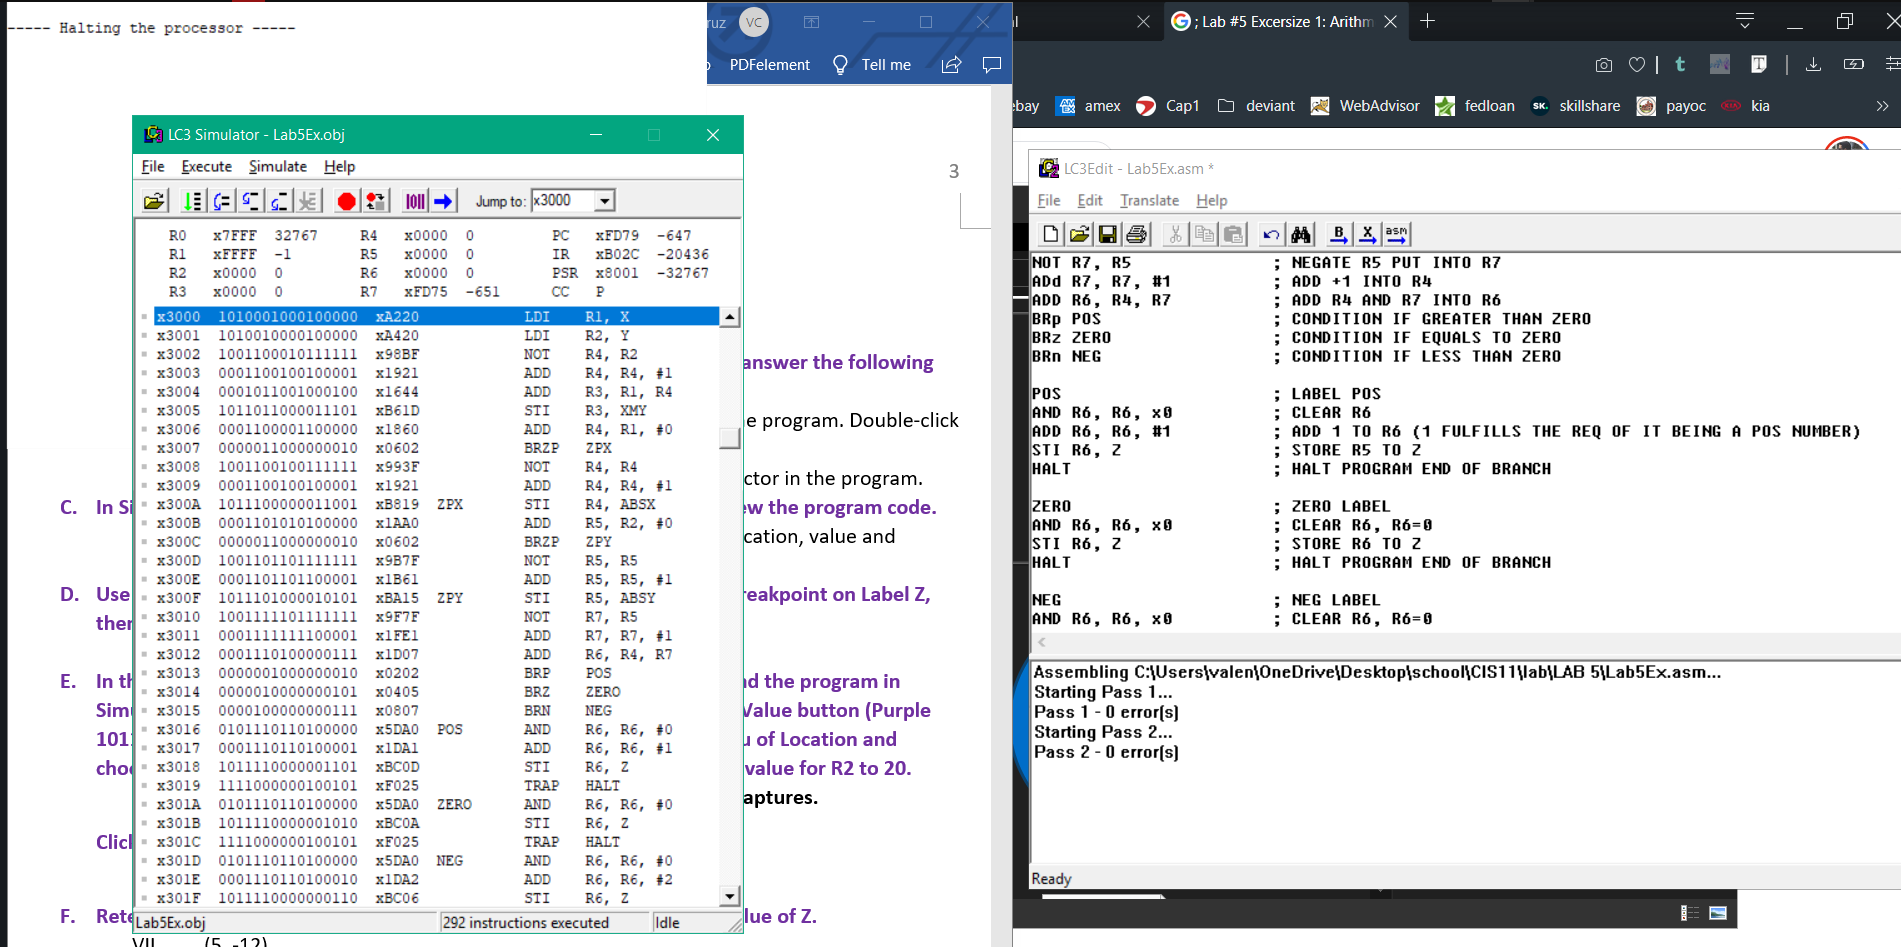 ----- Halting the processor -----
ruz VC
PDFelement Tell me
3
LC3 Simulator - Lab5Ex.obj
File Execute Simulate Help
Jump to: x3000
R0 x7FFF 32767 R4 x0000 0 PC xFD79 -647
R1 xFFFF -1 R5 x0000 0 IR xB02C -20436
R2 x0000 0 R6 x0000 0 PSR x8001 -32767
R3 x0000 0 R7 xFD75 -651 CC P
x3000 1010001000100000 xA220 LDI R1, X
x3001 1010010000100000 xA420 LDI R2, Y
x3002 1001100010111111 x98BF NOT R4, R2
x3003 0001100100100001 x1921 ADD R4, R4, #1
x3004 0001011001000100 x1644 ADD R3, R1, R4
x3005 1011011000011101 xB61D STI R3, XMY
x3006 0001100001100000 x1860 ADD R4, R1, #0
x3007 0000011000000010 x0602 BRZP ZPX
x3008 1001100100111111 x993F NOT R4, R4
x3009 0001100100100001 x1921 ADD R4, R4, #1
x300A 1011100000011001 xB819 ZPX STI R4, ABSX
x300B 0001101010100000 x1AA0 ADD R5, R2, #0
x300C 0000011000000010 x0602 BRZP ZPY
x300D 1001101101111111 x9B7F NOT R5, R5
x300E 0001101101100001 x1B61 ADD R5, R5, #1
x300F 1011101000010101 xBA15 ZPY STI R5, ABSY
x3010 1001111101111111 x9F7F NOT R7, R5
x3011 0001111111100001 x1FE1 ADD R7, R7, #1
x3012 0001110100000111 x1D07 ADD R6, R4, R7
x3013 0000001000000010 x0202 BRP POS
x3014 0000010000000101 x0405 BRZ ZERO
x3015 0000100000000111 x0807 BRN NEG
x3016 0101110110100000 x5DA0 POS AND R6, R6, #0
x3017 0001110110100001 x1DA1 ADD R6, R6, #1
x3018 1011110000001101 xBC0D STI R6, Z
x3019 1111000000100101 xF025 TRAP HALT
x301A 0101110110100000 x5DA0 ZERO AND R6, R6, #0
x301B 1011110000001010 xBC0A STI R6, Z
x301C 1111000000100101 xF025 TRAP HALT
x301D 0101110110100000 x5DA0 NEG AND R6, R6, #0
x301E 0001110110100010 x1DA2 ADD R6, R6, #2
x301F 1011110000000110 xBC06 STI R6, Z
Lab5Ex.obj 292 instructions executed Idle
answer the following
e program. Double-click
ctor in the program.
C. In Si ew the program code.
cation, value and
D. Use reakpoint on Label Z,
ther
E. In th d the program in
Simu Value button (Purple
101 u of Location and
choo value for R2 to 20.
aptures.
Click
F. Rete lue of Z.
VII. (5, -12)
al ; Lab #5 Excersize 1: Arithm
ebay amex Cap1 deviant WebAdvisor fedloan sk. skillshare payoc kia
LC3Edit - Lab5Ex.asm *
File Edit Translate Help
NOT R7, R5 ; NEGATE R5 PUT INTO R7
ADd R7, R7, #1 ; ADD +1 INTO R4
ADD R6, R4, R7 ; ADD R4 AND R7 INTO R6
BRp POS ; CONDITION IF GREATER THAN ZERO
BRz ZERO ; CONDITION IF EQUALS TO ZERO
BRn NEG ; CONDITION IF LESS THAN ZERO
POS ; LABEL POS
AND R6, R6, x0 ; CLEAR R6
ADD R6, R6, #1 ; ADD 1 TO R6 (1 FULFILLS THE REQ OF IT BEING A POS NUMBER)
STI R6, Z ; STORE R5 TO Z
HALT ; HALT PROGRAM END OF BRANCH
ZERO ; ZERO LABEL
AND R6, R6, x0 ; CLEAR R6, R6=0
STI R6, Z ; STORE R6 TO Z
HALT ; HALT PROGRAM END OF BRANCH
NEG ; NEG LABEL
AND R6, R6, x0 ; CLEAR R6, R6=0
Assembling C:\Users\valen\OneDrive\Desktop\school\CIS11\lab\LAB 5\Lab5Ex.asm...
Starting Pass 1...
Pass 1 - 0 error(s)
Starting Pass 2...
Pass 2 - 0 error(s)
Ready